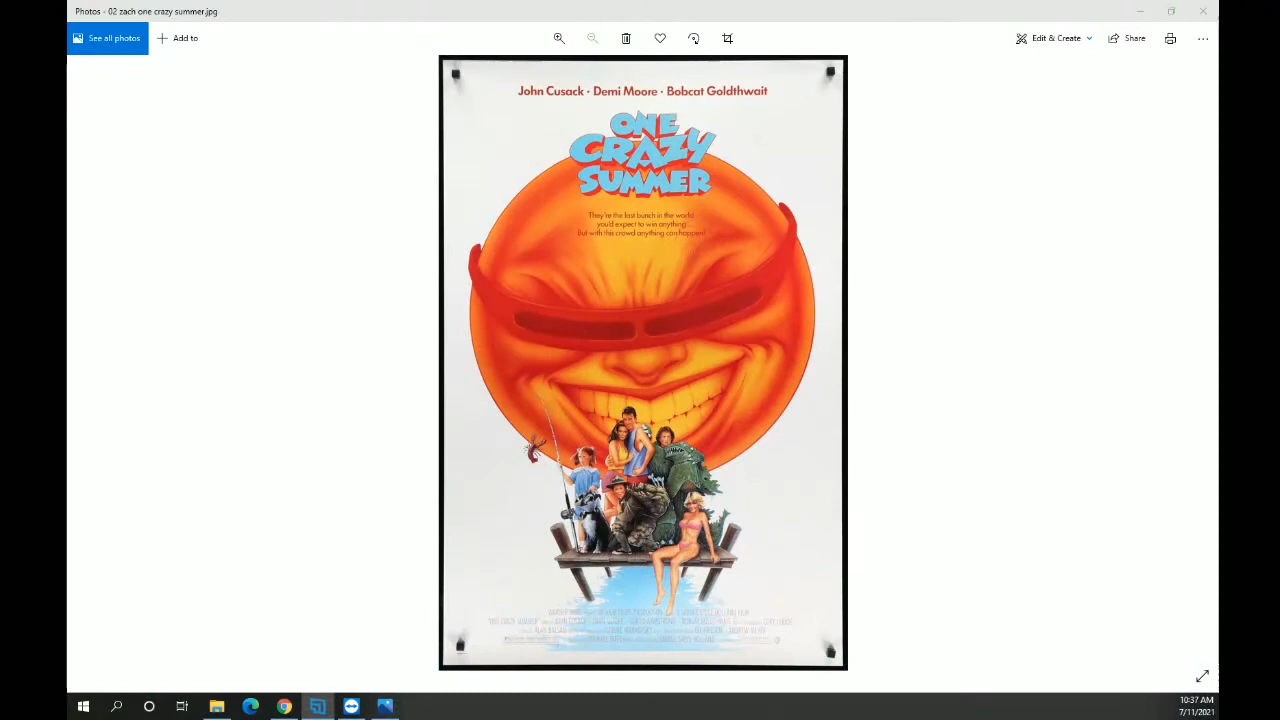 Photos - 02 zach one crazy summer.jpg
See all photos
Add to
Edit & Create
Share
John Cusack • Demi Moore • Bobcat Goldthwait
ONE
CRAZY
SUMMER
They're the last bunch in the world
you'd expect to win anything...
But with this crowd anything can happen!
10:37 AM
7/11/2021